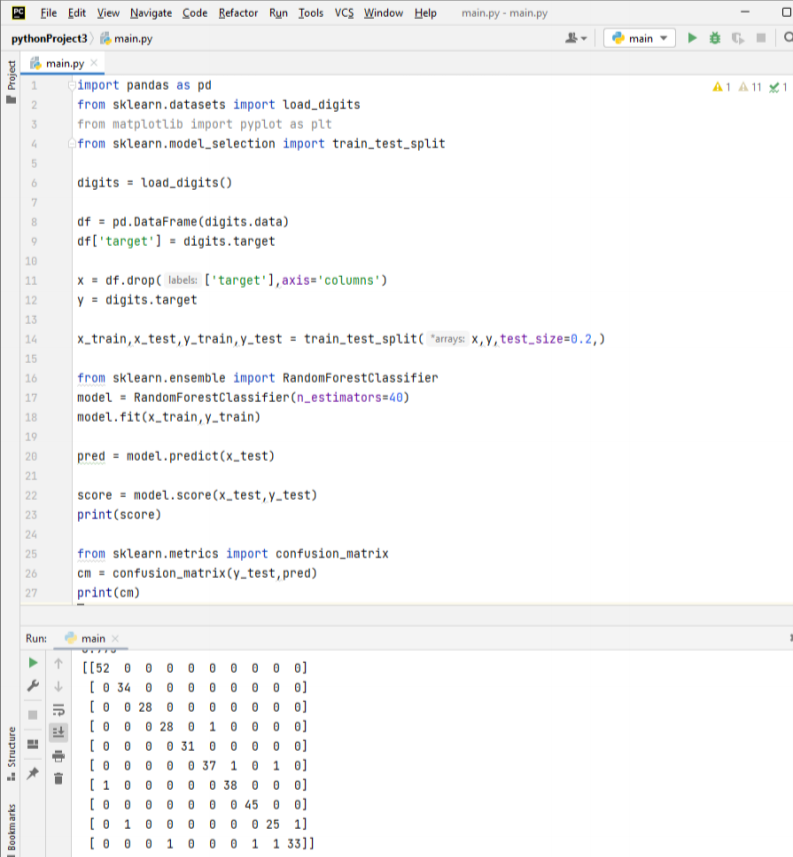 File Edit View Navigate Code Refactor Run Tools VCS Window Help main.py - main.py
pythonProject3 main.py main
Project
main.py
1 import pandas as pd 1 11 1
2 from sklearn.datasets import load_digits
3 from matplotlib import pyplot as plt
4 from sklearn.model_selection import train_test_split
5
6 digits = load_digits()
7
8 df = pd.DataFrame(digits.data)
9 df['target'] = digits.target
10
11 x = df.drop( labels: ['target'],axis='columns')
12 y = digits.target
13
14 x_train,x_test,y_train,y_test = train_test_split( *arrays: x,y,test_size=0.2,)
15
16 from sklearn.ensemble import RandomForestClassifier
17 model = RandomForestClassifier(n_estimators=40)
18 model.fit(x_train,y_train)
19
20 pred = model.predict(x_test)
21
22 score = model.score(x_test,y_test)
23 print(score)
24
25 from sklearn.metrics import confusion_matrix
26 cm = confusion_matrix(y_test,pred)
27 print(cm)
Run: main
[[52 0 0 0 0 0 0 0 0 0]
[ 0 34 0 0 0 0 0 0 0 0]
[ 0 0 28 0 0 0 0 0 0 0]
[ 0 0 0 28 0 1 0 0 0 0]
[ 0 0 0 0 31 0 0 0 0 0]
[ 0 0 0 0 0 37 1 0 1 0]
[ 1 0 0 0 0 0 38 0 0 0]
[ 0 0 0 0 0 0 0 45 0 0]
[ 0 1 0 0 0 0 0 0 25 1]
[ 0 0 0 1 0 0 0 1 1 33]]
Structure
Bookmarks